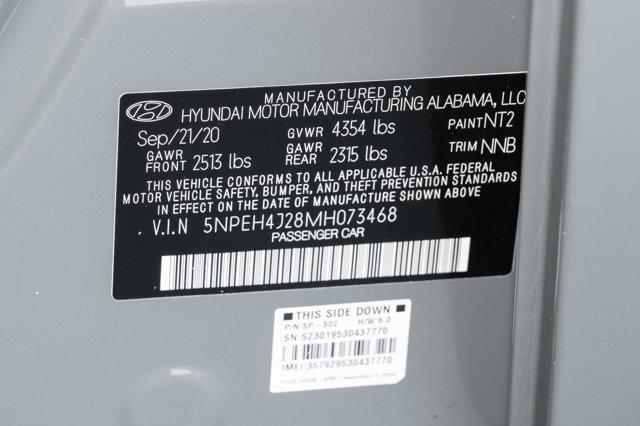 MANUFACTURED BY
HYUNDAI MOTOR MANUFACTURING ALABAMA, LLC
Sep/21/20 GVWR 4354 lbs PAINT NT2
GAWR FRONT 2513 lbs GAWR REAR 2315 lbs TRIM NNB
THIS VEHICLE CONFORMS TO ALL APPLICABLE U.S.A. FEDERAL
MOTOR VEHICLE SAFETY, BUMPER, AND THEFT PREVENTION
STANDARDS IN EFFECT ON THE DATE OF MANUFACTURE SHOWN ABOVE
V.I.N 5NPEH4J28MH073468
PASSENGER CAR
THIS SIDE DOWN
P/N: SP-S02 H/W:6.0
SN:S23019530437770
IMEI:357929530437770